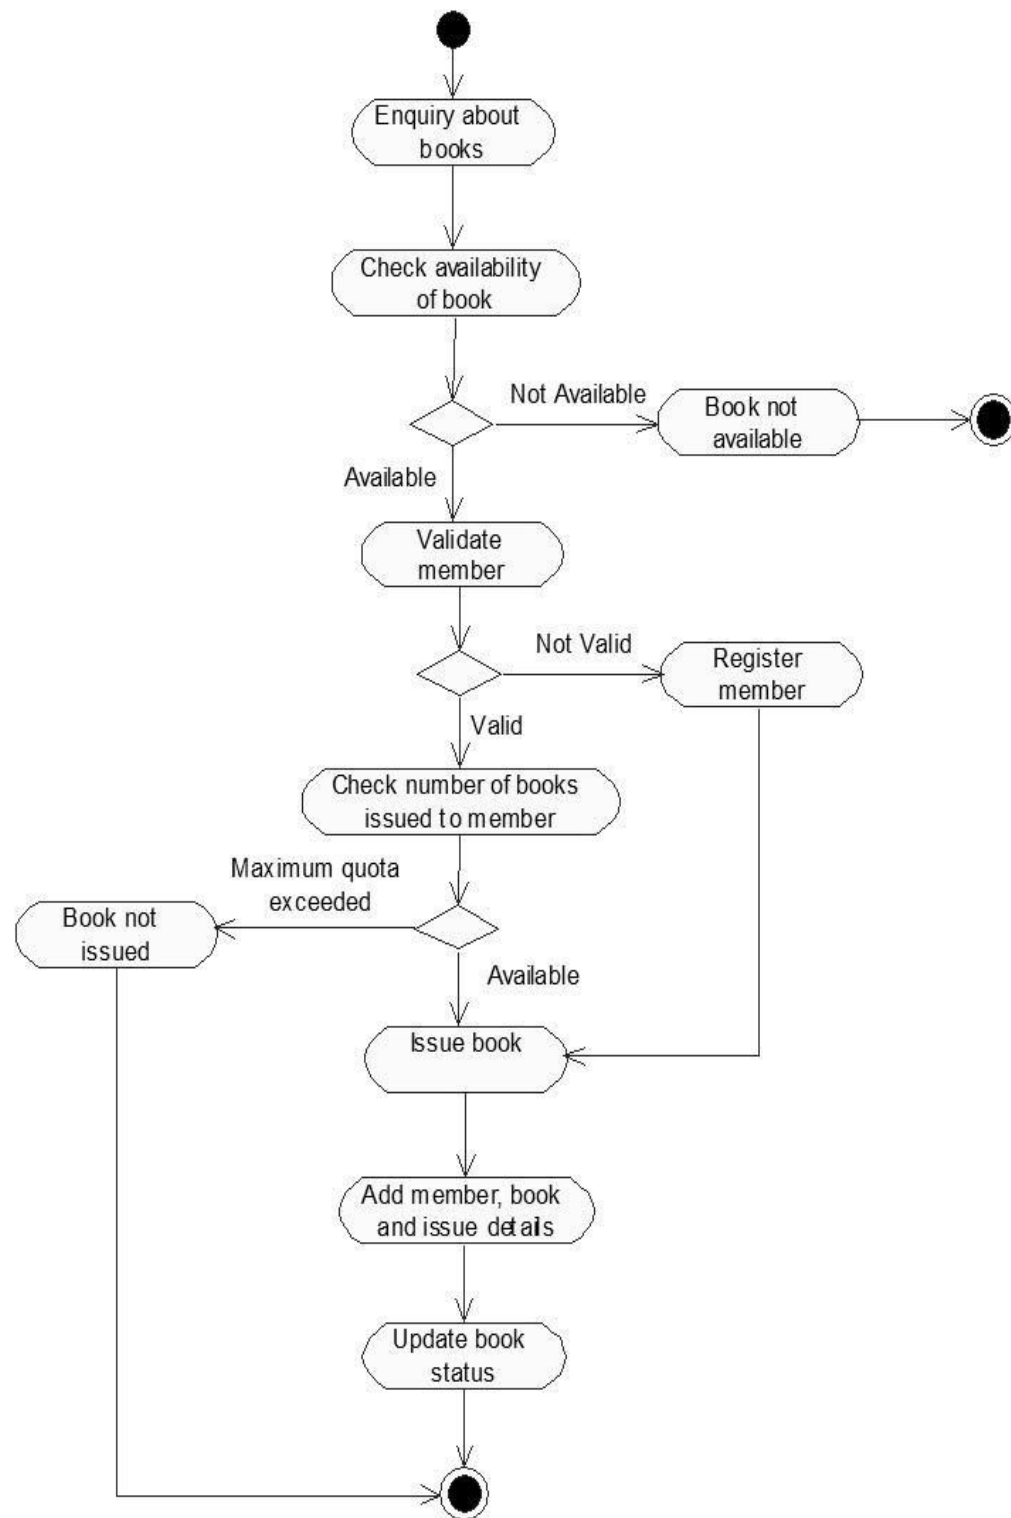 Enquiry about
books
Check availability
of book
Not Available
Book not
available
Available
Validate
member
Not Valid
Register
member
Valid
Check number of books
issued to member
Maximum quota
exceeded
Book not
issued
Available
Issue book
Add member, book
and issue details
Update book
status